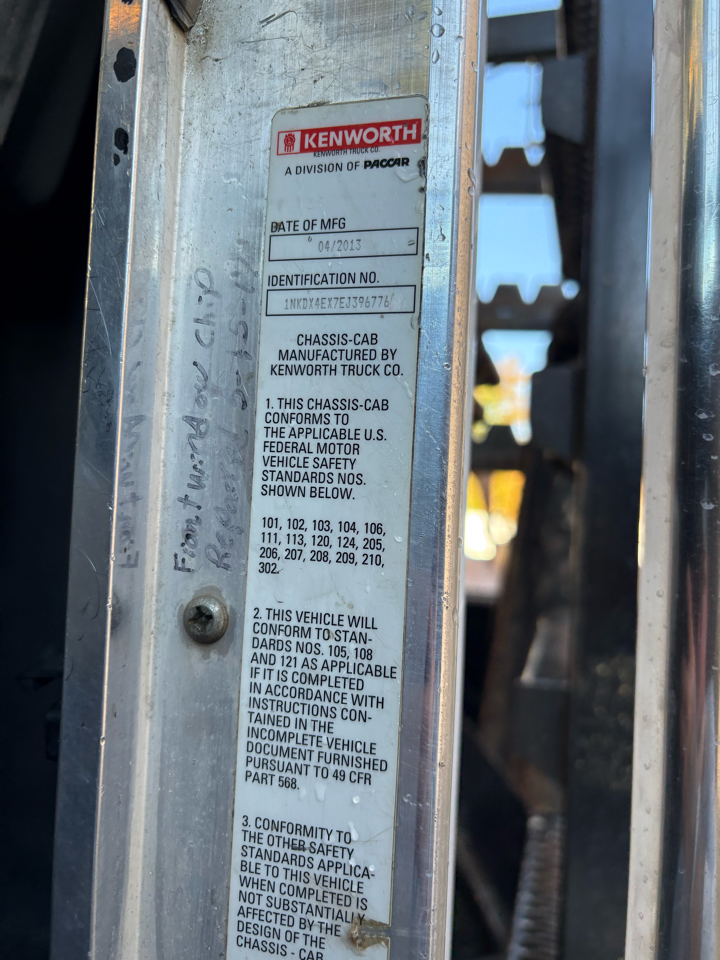 KENWORTH
KENWORTH TRUCK CO.
A DIVISION OF PACCAR
DATE OF MFG
04/2013
IDENTIFICATION NO.
1NKDX4EX7EJ396776
CHASSIS-CAB
MANUFACTURED BY
KENWORTH TRUCK CO.
1. THIS CHASSIS-CAB
CONFORMS TO
THE APPLICABLE U.S.
FEDERAL MOTOR
VEHICLE SAFETY
STANDARDS NOS.
SHOWN BELOW.
101, 102, 103, 104, 106,
111, 113, 120, 124, 205,
206, 207, 208, 209, 210,
302.
2. THIS VEHICLE WILL
CONFORM TO STAN-
DARDS NOS. 105, 108
AND 121 AS APPLICABLE
IF IT IS COMPLETED
IN ACCORDANCE WITH
INSTRUCTIONS CON-
TAINED IN THE
INCOMPLETE VEHICLE
DOCUMENT FURNISHED
PURSUANT TO 49 CFR
PART 568.
3. CONFORMITY TO
THE OTHER SAFETY
STANDARDS APPLICA-
BLE TO THIS VEHICLE
WHEN COMPLETED IS
NOT SUBSTANTIALLY
AFFECTED BY THE
DESIGN OF THE
CHASSIS - CAB
Front window chip